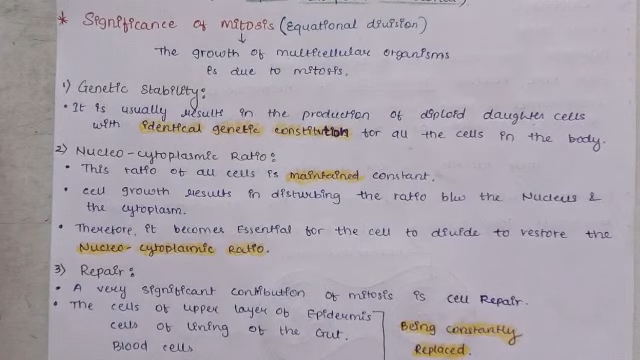 * Significance of mitosis (Equational division)
↓
The growth of multicellular organisms
is due to mitosis.
1) Genetic Stability:
• It is usually results in the production of diploid daughter cells
with identical genetic constitution for all the cells in the body.
2) Nucleo-cytoplasmic Ratio:
• This ratio of all cells is maintained constant.
• cell growth results in disturbing the ratio b/w the Nucleus &
the cytoplasm.
• Therefore, it becomes Essential for the cell to divide to restore the
Nucleo-cytoplasmic Ratio.
3) Repair:
• A very significant contibution of mitosis is cell Repair.
• The cells of upper layer of Epidermis
cells of lining of the Gut.
Blood cells
Being constantly
Replaced.